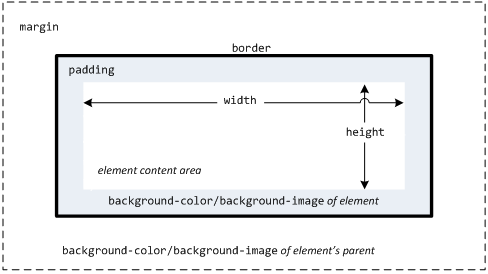 margin
border
padding
width
height
element content area
background-color/background-image of element
background-color/background-image of element's parent